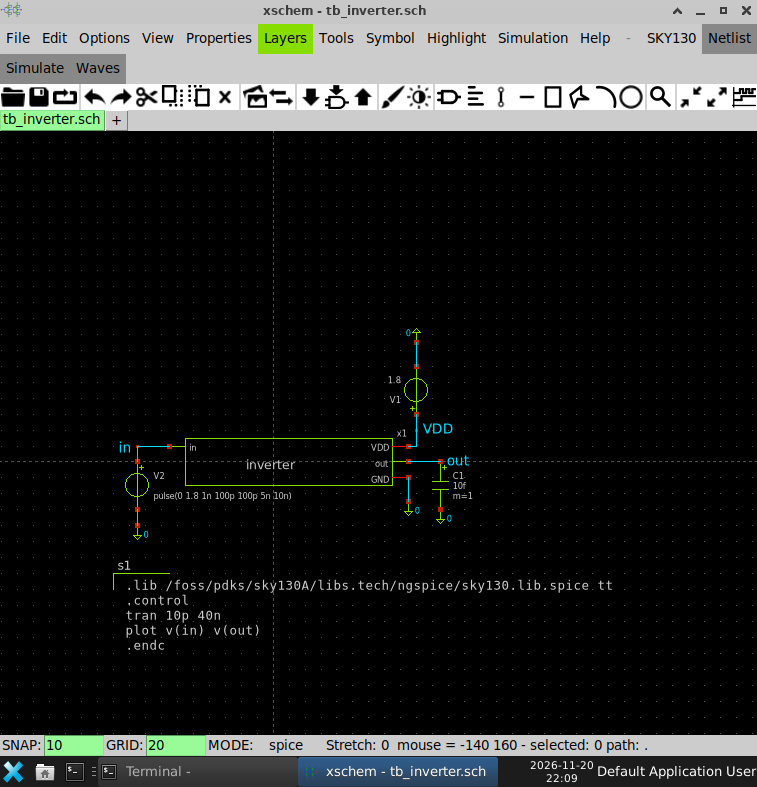 xschem - tb_inverter.sch
File Edit Options View Properties Layers Tools Symbol Highlight Simulation Help - SKY130 Netlist
Simulate Waves
tb_inverter.sch +
0
1.8
V1
+
x1
VDD
in
in
VDD
inverter
out
out
+
V2
GND
+
C1
10f
m=1
pulse(0 1.8 1n 100p 100p 5n 10n)
0
0
0
s1
.lib /foss/pdks/sky130A/libs.tech/ngspice/sky130.lib.spice tt
.control
tran 10p 40n
plot v(in) v(out)
.endc
SNAP: 10 GRID: 20 MODE: spice Stretch: 0 mouse = -140 160 - selected: 0 path: .
Terminal -
xschem - tb_inverter.sch
2026-11-20
22:09
Default Application User